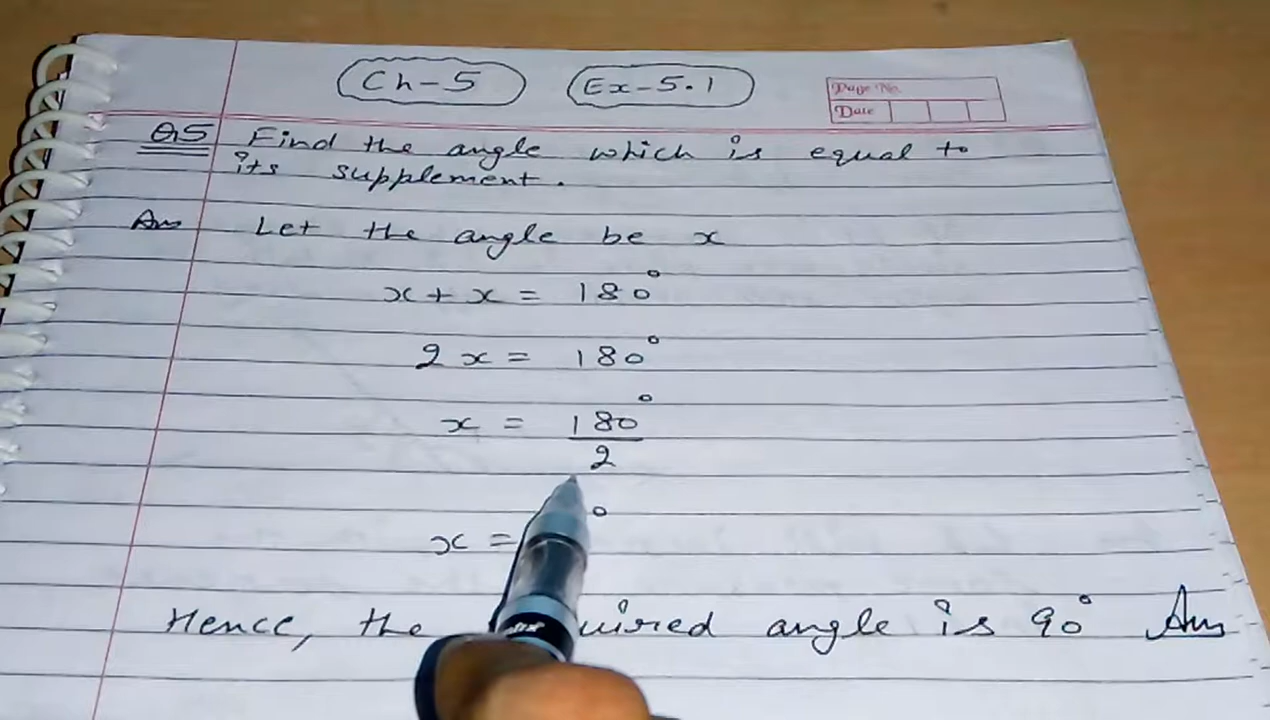 Ch-5 Ex-5.1
Page No.
Date
Q.5 Find the angle which is equal to
its supplement.
Ans Let the angle be x
x + x = 180°
2x = 180°
x = 180°
2
x = °
Hence, the uired angle is 90° Ans